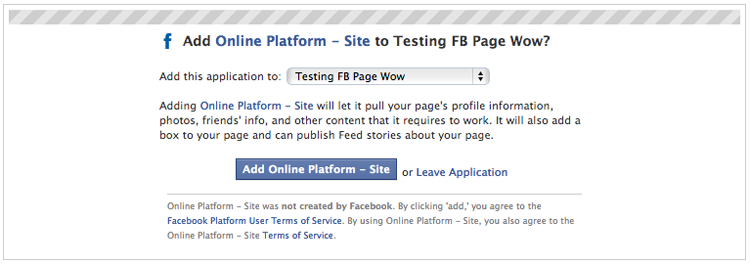 Add Online Platform – Site to Testing FB Page Wow?
Add this application to: Testing FB Page Wow
Adding Online Platform – Site will let it pull your page's profile information,
photos, friends' info, and other content that it requires to work. It will also add a
box to your page and can publish Feed stories about your page.
Add Online Platform – Site or Leave Application
Online Platform – Site was not created by Facebook. By clicking 'add,' you agree to the
Facebook Platform User Terms of Service. By using Online Platform – Site, you also agree to the
Online Platform – Site Terms of Service.